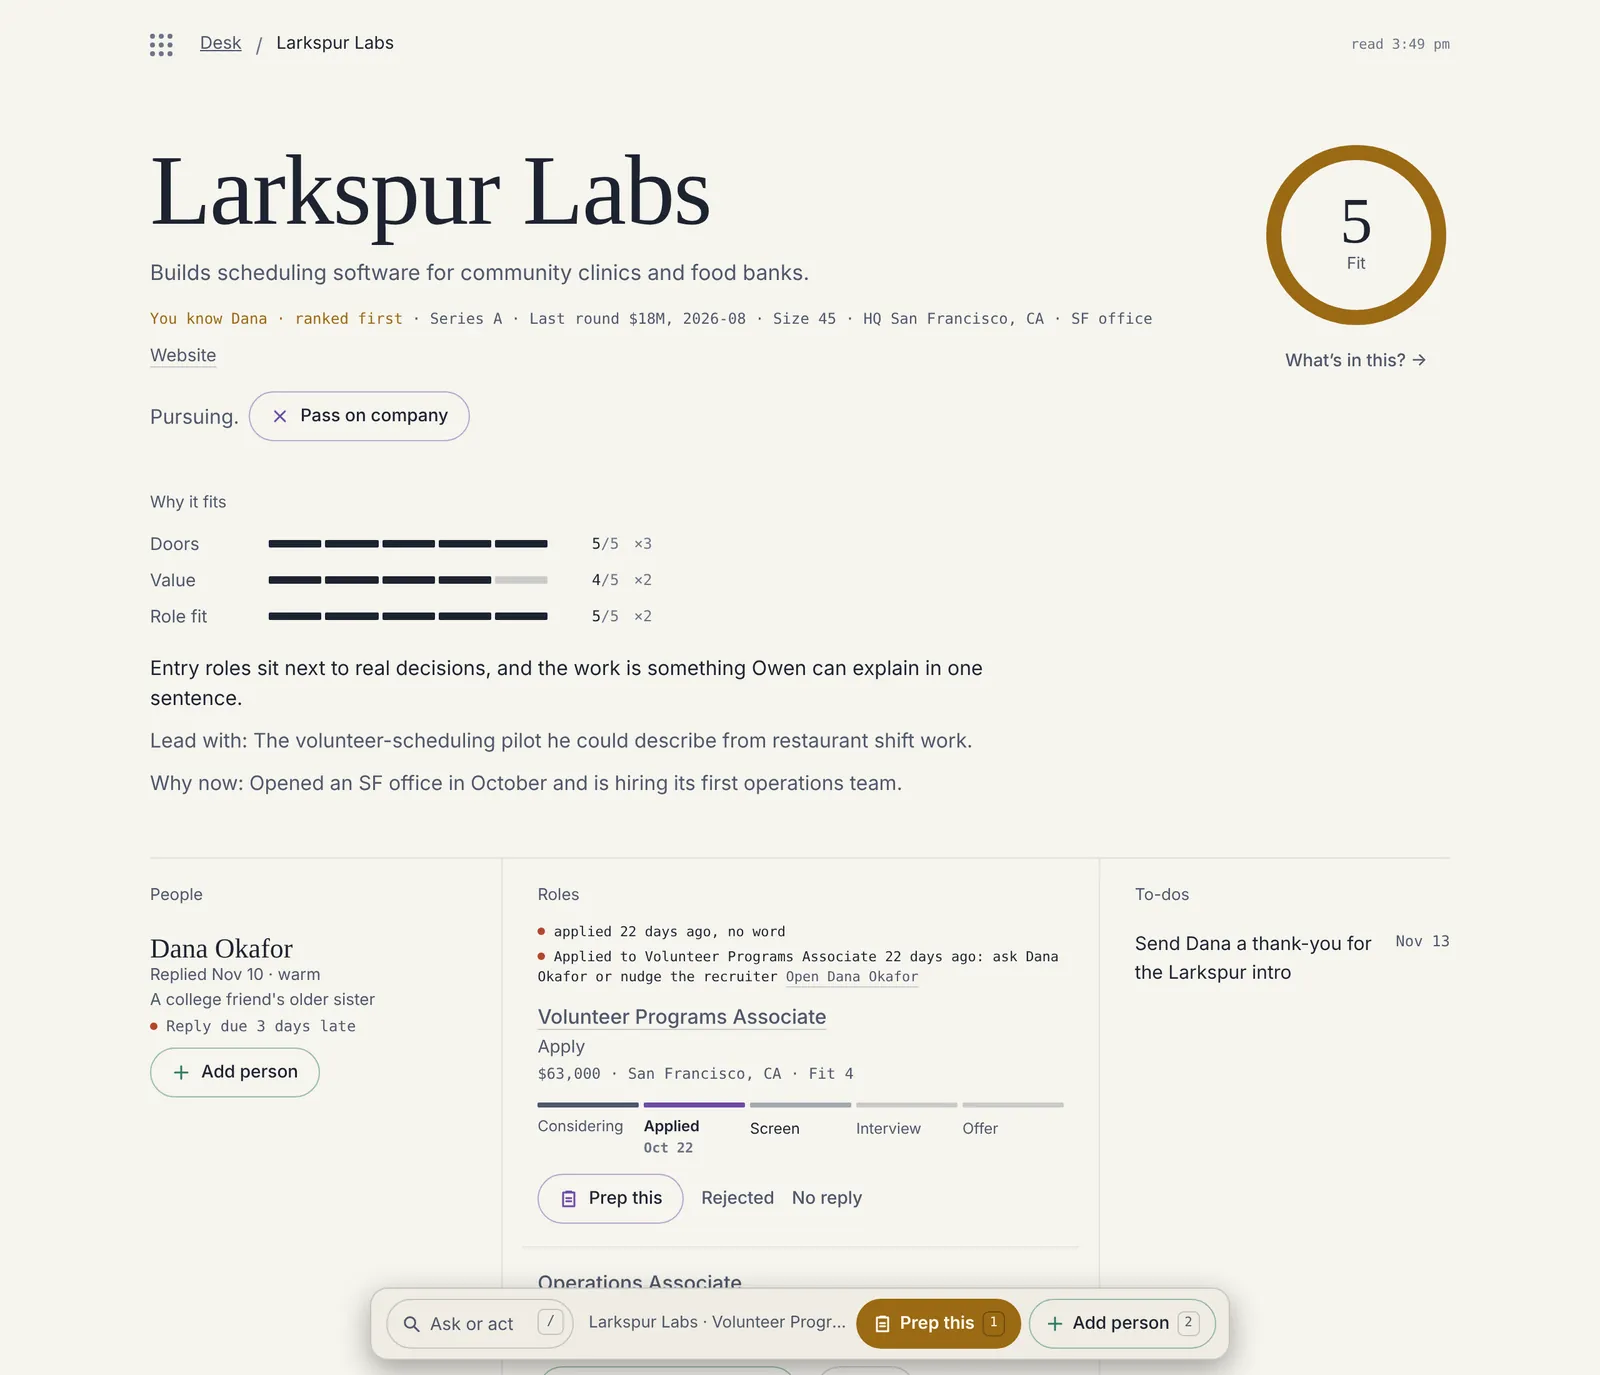 Desk / Larkspur Labs
read 3:49 pm
Larkspur Labs
5
Fit
Builds scheduling software for community clinics and food banks.
You know Dana · ranked first · Series A · Last round $18M, 2026-08 · Size 45 · HQ San Francisco, CA · SF office
Website
What’s in this? →
Pursuing.
Pass on company
Why it fits
Doors 5/5 ×3
Value 4/5 ×2
Role fit 5/5 ×2
Entry roles sit next to real decisions, and the work is something Owen can explain in one
sentence.
Lead with: The volunteer-scheduling pilot he could describe from restaurant shift work.
Why now: Opened an SF office in October and is hiring its first operations team.
People
Dana Okafor
Replied Nov 10 · warm
A college friend's older sister
Reply due 3 days late
Add person
Roles
applied 22 days ago, no word
Applied to Volunteer Programs Associate 22 days ago: ask Dana
Okafor or nudge the recruiter Open Dana Okafor
Volunteer Programs Associate
Apply
$63,000 · San Francisco, CA · Fit 4
Considering Applied Screen Interview Offer
Oct 22
Prep this Rejected No reply
Operations Associate
To-dos
Send Dana a thank-you for Nov 13
the Larkspur intro
Ask or act / Larkspur Labs · Volunteer Progr… Prep this 1 Add person 2